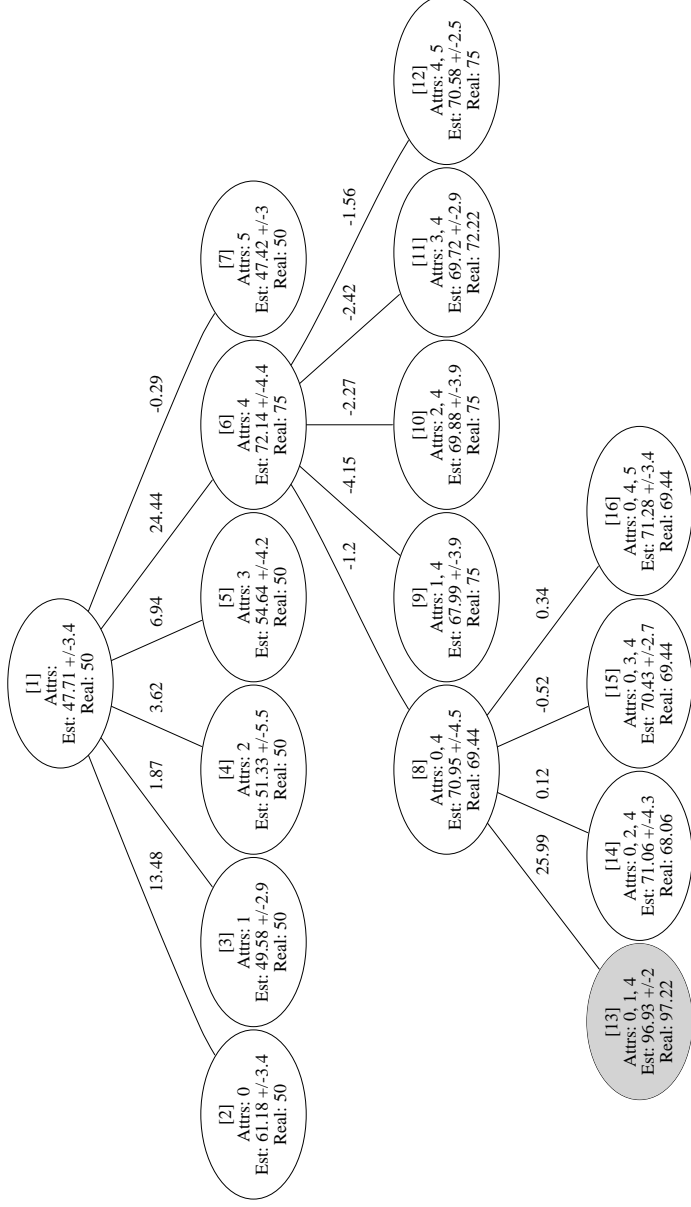 [1]
Attrs:
Est: 47.71 +/-3.4
Real: 50
13.48
1.87
3.62
6.94
24.44
-0.29
[2]
Attrs: 0
Est: 61.18 +/-3.4
Real: 50
[3]
Attrs: 1
Est: 49.58 +/-2.9
Real: 50
[4]
Attrs: 2
Est: 51.33 +/-5.5
Real: 50
[5]
Attrs: 3
Est: 54.64 +/-4.2
Real: 50
[6]
Attrs: 4
Est: 72.14 +/-4.4
Real: 75
[7]
Attrs: 5
Est: 47.42 +/-3
Real: 50
-1.2
-4.15
-2.27
-2.42
-1.56
[8]
Attrs: 0, 4
Est: 70.95 +/-4.5
Real: 69.44
[9]
Attrs: 1, 4
Est: 67.99 +/-3.9
Real: 75
[10]
Attrs: 2, 4
Est: 69.88 +/-3.9
Real: 75
[11]
Attrs: 3, 4
Est: 69.72 +/-2.9
Real: 72.22
[12]
Attrs: 4, 5
Est: 70.58 +/-2.5
Real: 75
25.99
0.12
-0.52
0.34
[13]
Attrs: 0, 1, 4
Est: 96.93 +/-2
Real: 97.22
[14]
Attrs: 0, 2, 4
Est: 71.06 +/-4.3
Real: 68.06
[15]
Attrs: 0, 3, 4
Est: 70.43 +/-2.7
Real: 69.44
[16]
Attrs: 0, 4, 5
Est: 71.28 +/-3.4
Real: 69.44